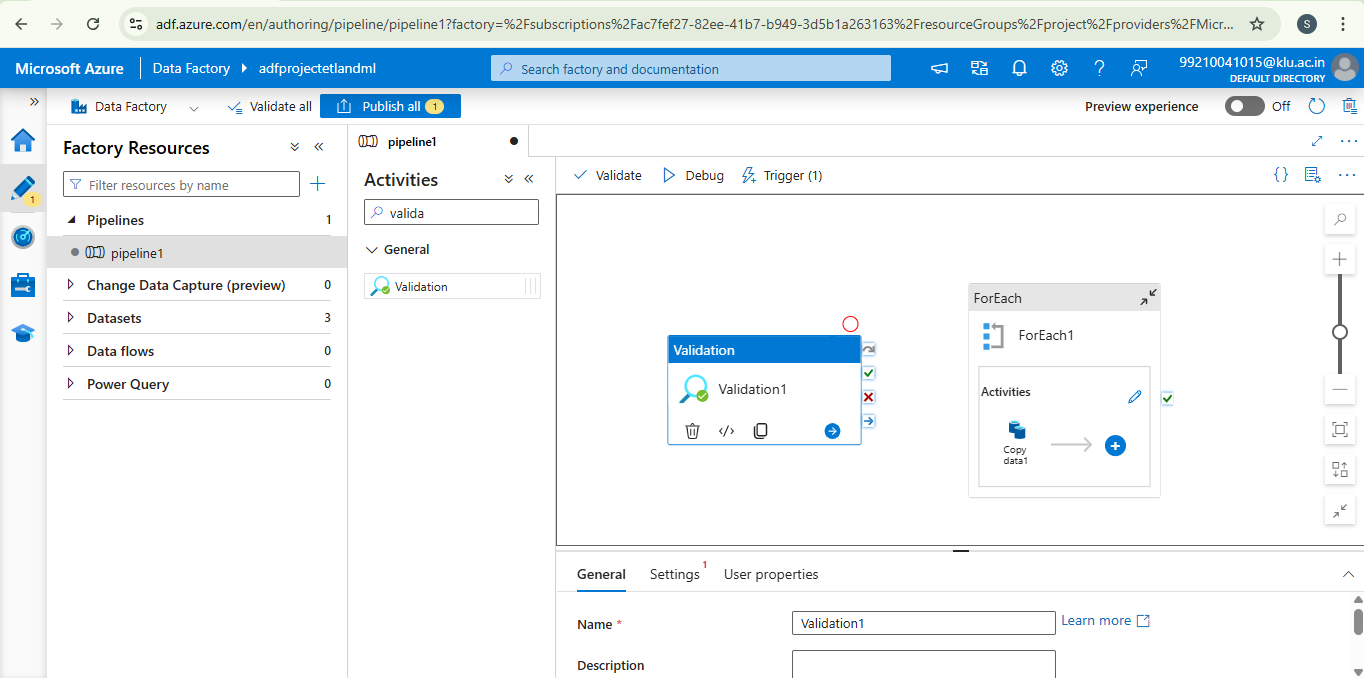 adf.azure.com/en/authoring/pipeline/pipeline1?factory=%2Fsubscriptions%2Fac7fef27-82ee-41b7-b949-3d5b1a263163%2FresourceGroups%2Fproject%2Fproviders%2FMicr...
S
Microsoft Azure
Data Factory
adfprojectetlandml
Search factory and documentation
99210041015@klu.ac.in
DEFAULT DIRECTORY
Data Factory
Validate all
Publish all 1
Preview experience
Off
1
Factory Resources
Filter resources by name
Pipelines 1
pipeline1
Change Data Capture (preview) 0
Datasets 3
Data flows 0
Power Query 0
pipeline1
Activities
valida
General
Validation
Validate
Debug
Trigger (1)
{}
Validation
Validation1
</>
ForEach
ForEach1
Activities
Copy
data1
General
Settings 1
User properties
Name *
Validation1
Learn more
Description